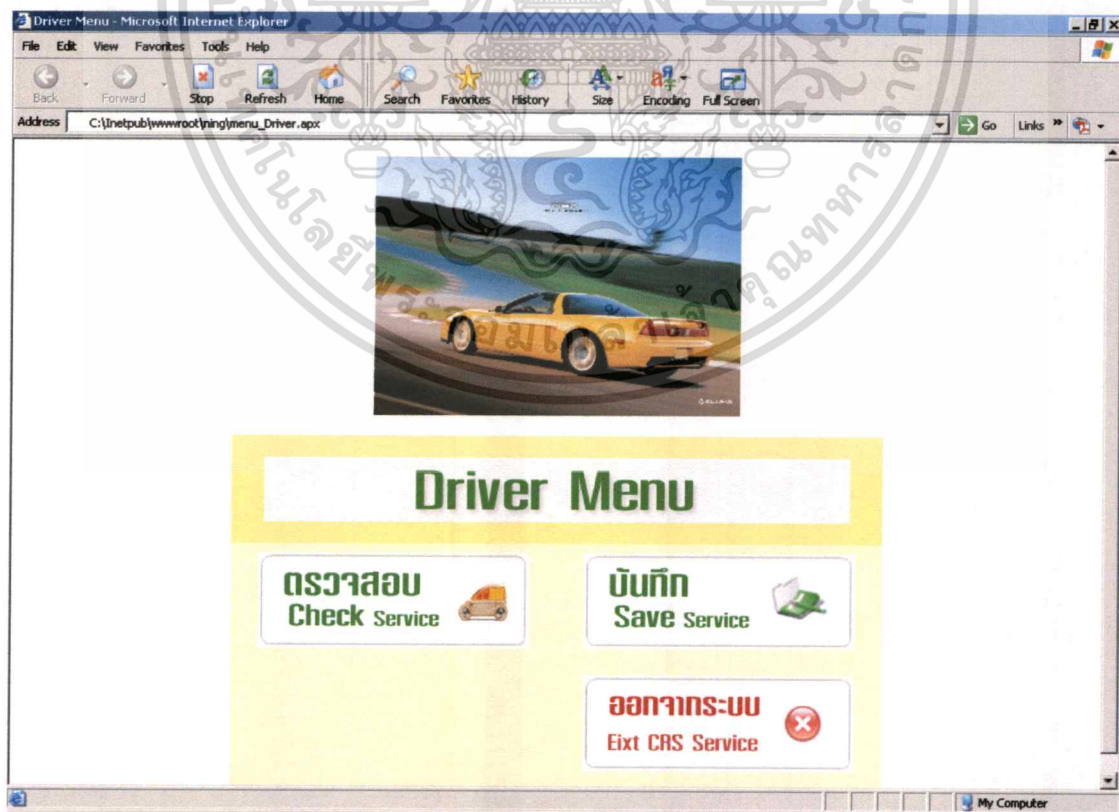 Driver Menu - Microsoft Internet Explorer
File Edit View Favorites Tools Help
Back Forward Stop Refresh Home Search Favorites History Size Encoding Full Screen
Address C:\Inetpub\wwwroot\ning\menu_Driver.apx Go Links »
Driver Menu
ตรวจสอบ
Check Service
บันทึก
Save Service
ออกจากระบบ
Eixt CRS Service
My Computer